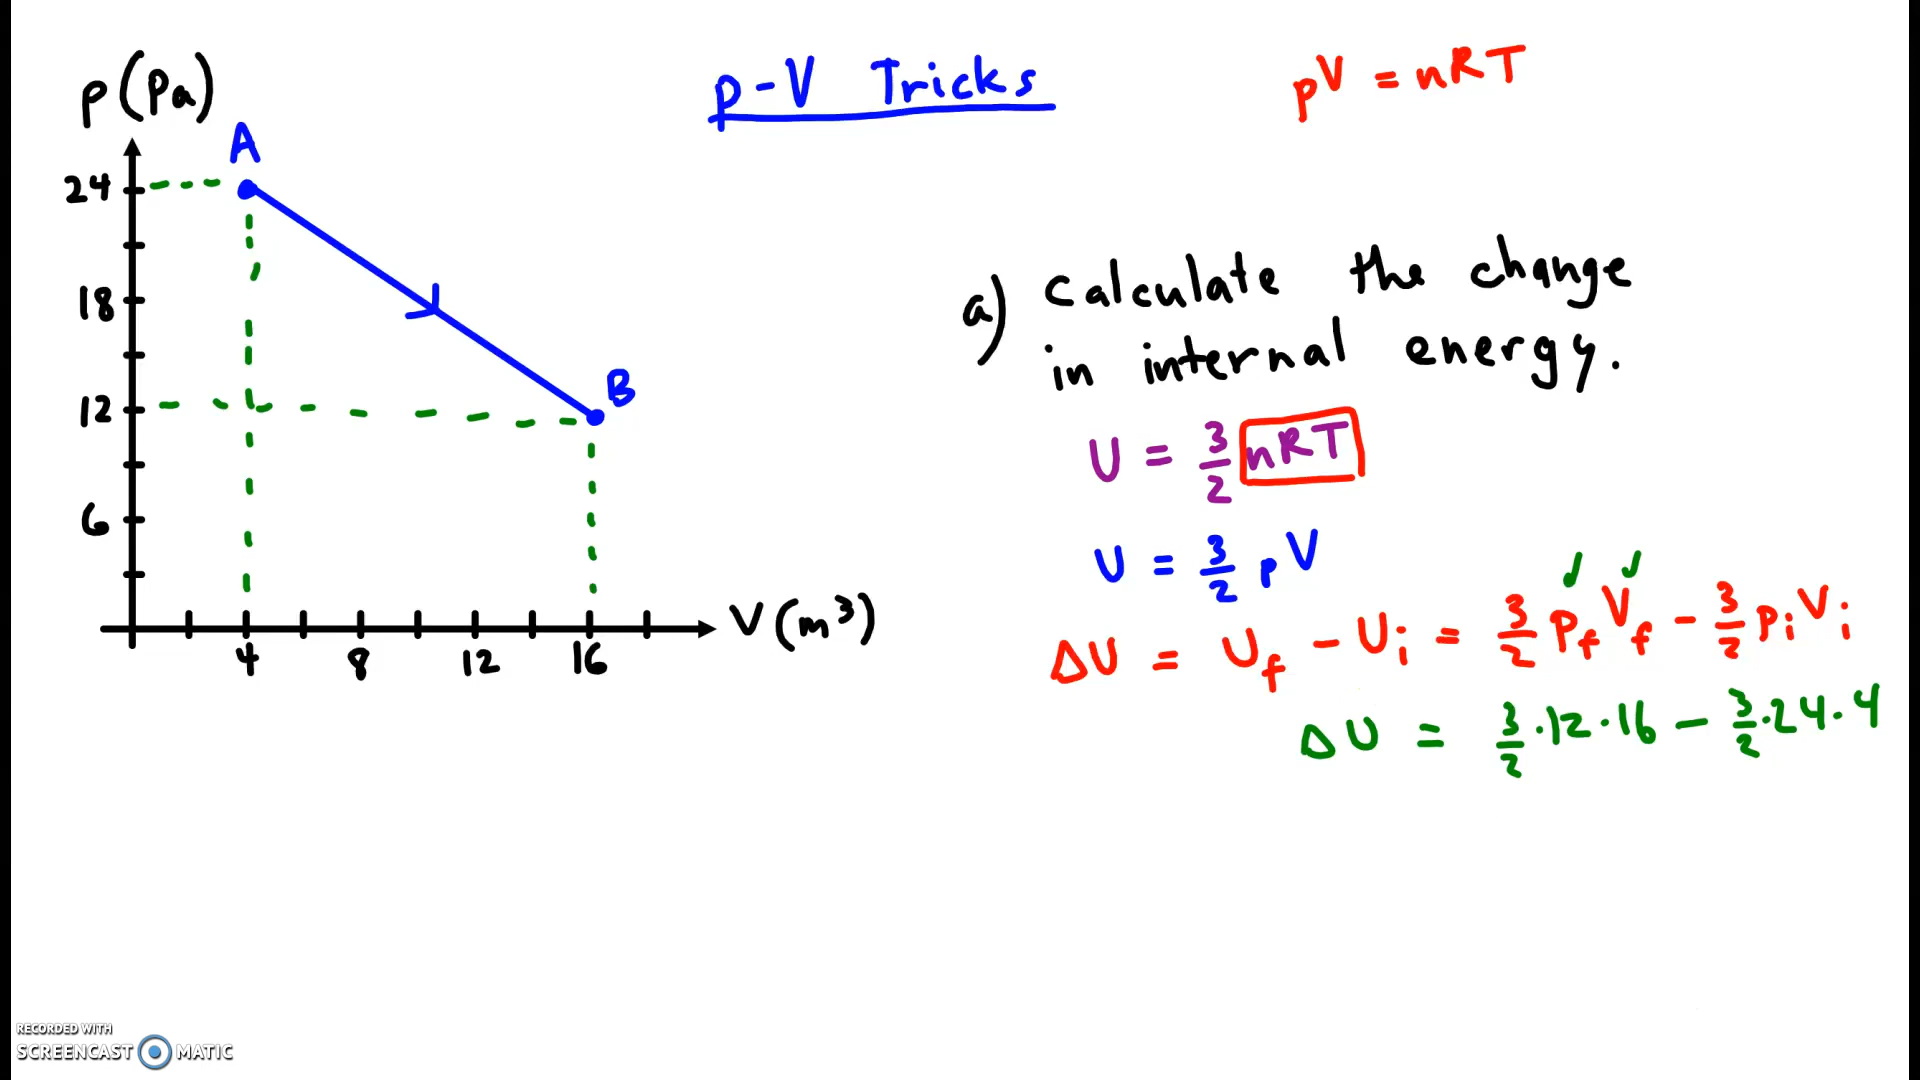 p-V Tricks
pV = nRT
p(Pa)
A
24
18
B
12
6
4 8 12 16
V(m³)
a) Calculate the change
in internal energy.
U = 3/2 nRT
U = 3/2 pV
ΔU = U_f - U_i = 3/2 P_f V_f - 3/2 p_i V_i
ΔU = 3/2 · 12 · 16 - 3/2 · 24 · 4
RECORDED WITH
SCREENCAST MATIC